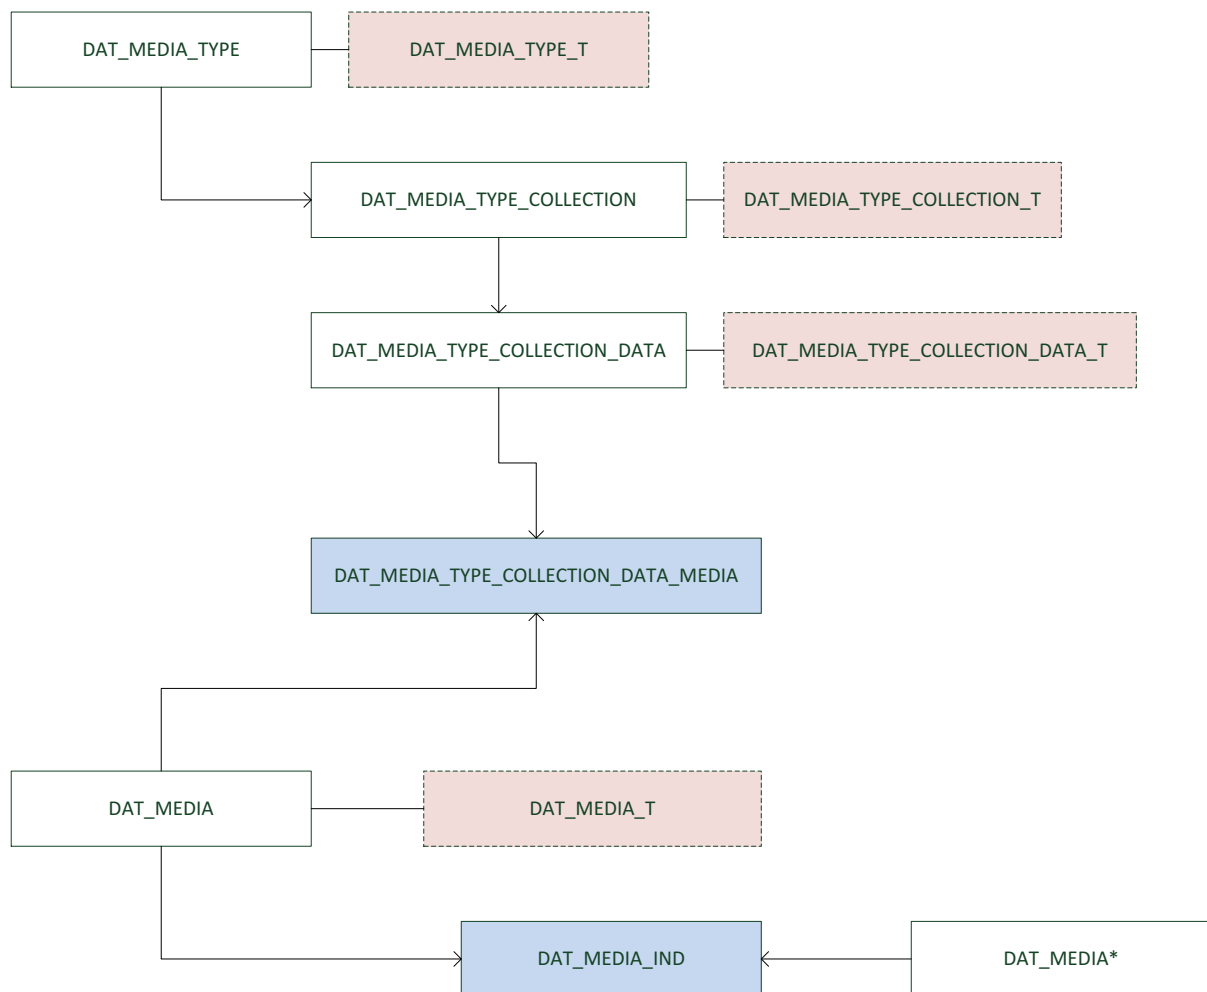 DAT_MEDIA_TYPE
DAT_MEDIA_TYPE_T
DAT_MEDIA_TYPE_COLLECTION
DAT_MEDIA_TYPE_COLLECTION_T
DAT_MEDIA_TYPE_COLLECTION_DATA
DAT_MEDIA_TYPE_COLLECTION_DATA_T
DAT_MEDIA_TYPE_COLLECTION_DATA_MEDIA
DAT_MEDIA
DAT_MEDIA_T
DAT_MEDIA_IND
DAT_MEDIA*